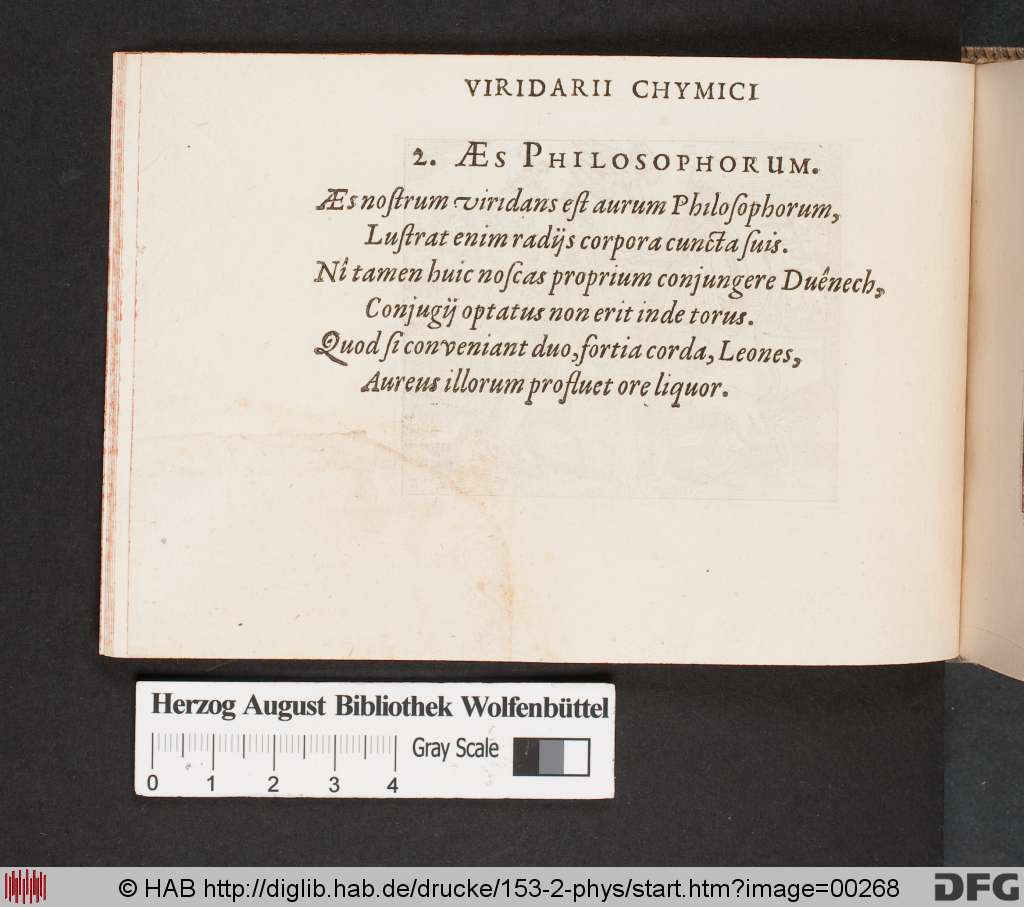 VIRIDARII CHYMICI
2. ÆS PHILOSOPHORUM.
Æs noſtrum viridans eſt aurum Philoſophorum,
Luſtrat enim radijs corpora cuncta ſuis.
Nî tamen huic noſcas proprium conjungere Duênech,
Conjugij optatus non erit inde torus.
Quod ſi conveniant duo, fortia corda, Leones,
Aureus illorum profluet ore liquor.
Herzog August Bibliothek Wolfenbüttel
Gray Scale
0 1 2 3 4
© HAB http://diglib.hab.de/drucke/153-2-phys/start.htm?image=00268
DFG